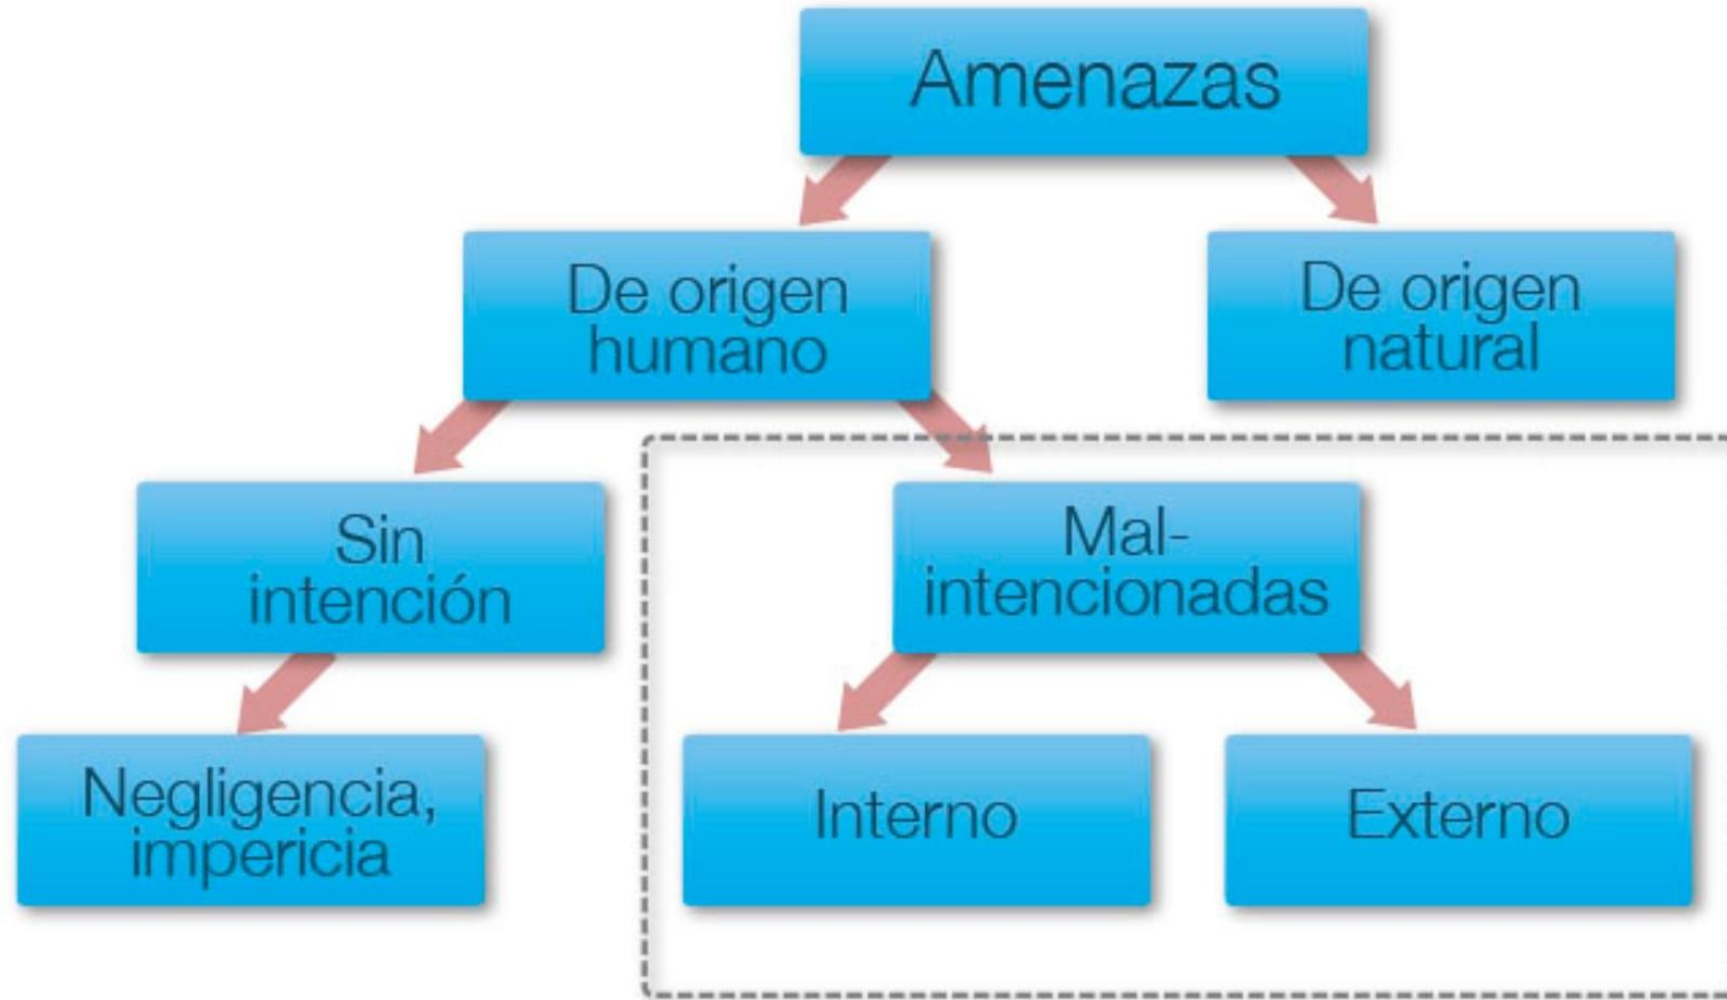 Amenazas
De origen
humano
De origen
natural
Sin
intención
Mal-
intencionadas
Negligencia,
impericia
Interno
Externo